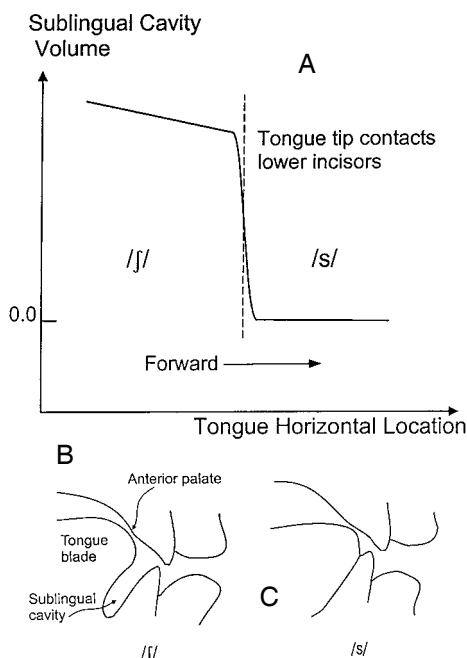 Sublingual Cavity
Volume
A
Tongue tip contacts
lower incisors
/ʃ/
/s/
0.0
Forward
Tongue Horizontal Location
B
Anterior palate
Tongue
blade
Sublingual
cavity
C
/ʃ/
/s/